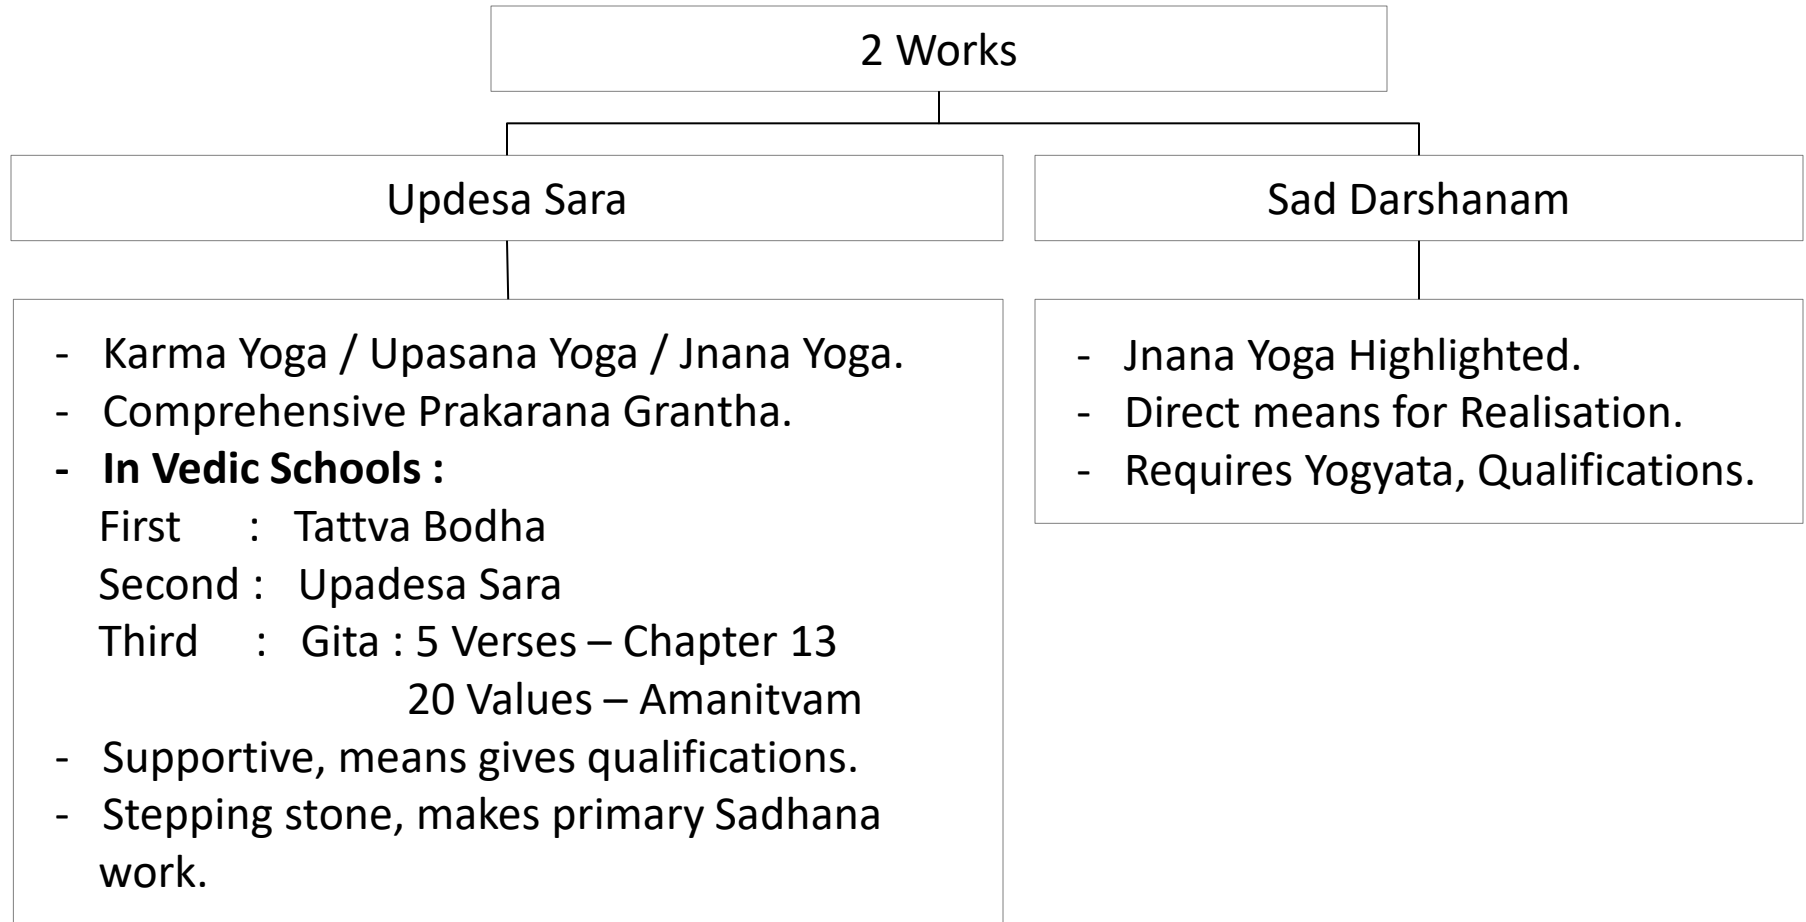 2 Works
Updesa Sara
- Karma Yoga / Upasana Yoga / Jnana Yoga.
- Comprehensive Prakarana Grantha.
- In Vedic Schools :
First : Tattva Bodha
Second : Upadesa Sara
Third : Gita : 5 Verses – Chapter 13
20 Values – Amanitvam
- Supportive, means gives qualifications.
- Stepping stone, makes primary Sadhana
work.
Sad Darshanam
- Jnana Yoga Highlighted.
- Direct means for Realisation.
- Requires Yogyata, Qualifications.